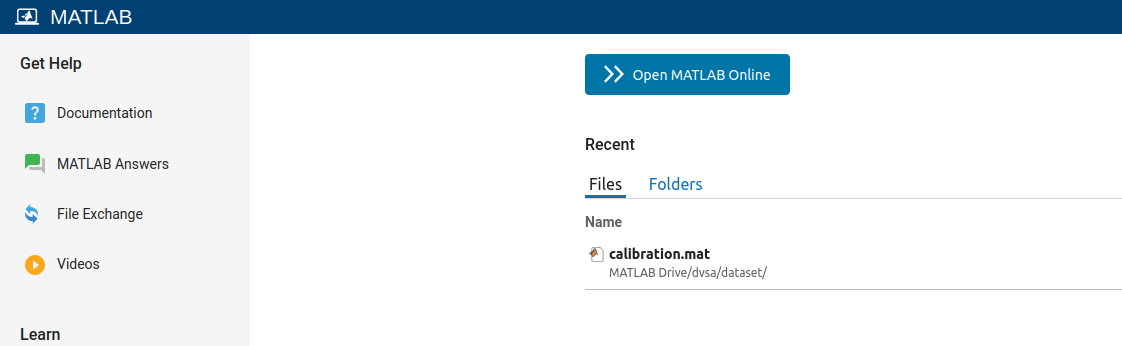 MATLAB
Get Help
Documentation
MATLAB Answers
File Exchange
Videos
Learn
Open MATLAB Online
Recent
Files Folders
Name
calibration.mat
MATLAB Drive/dvsa/dataset/